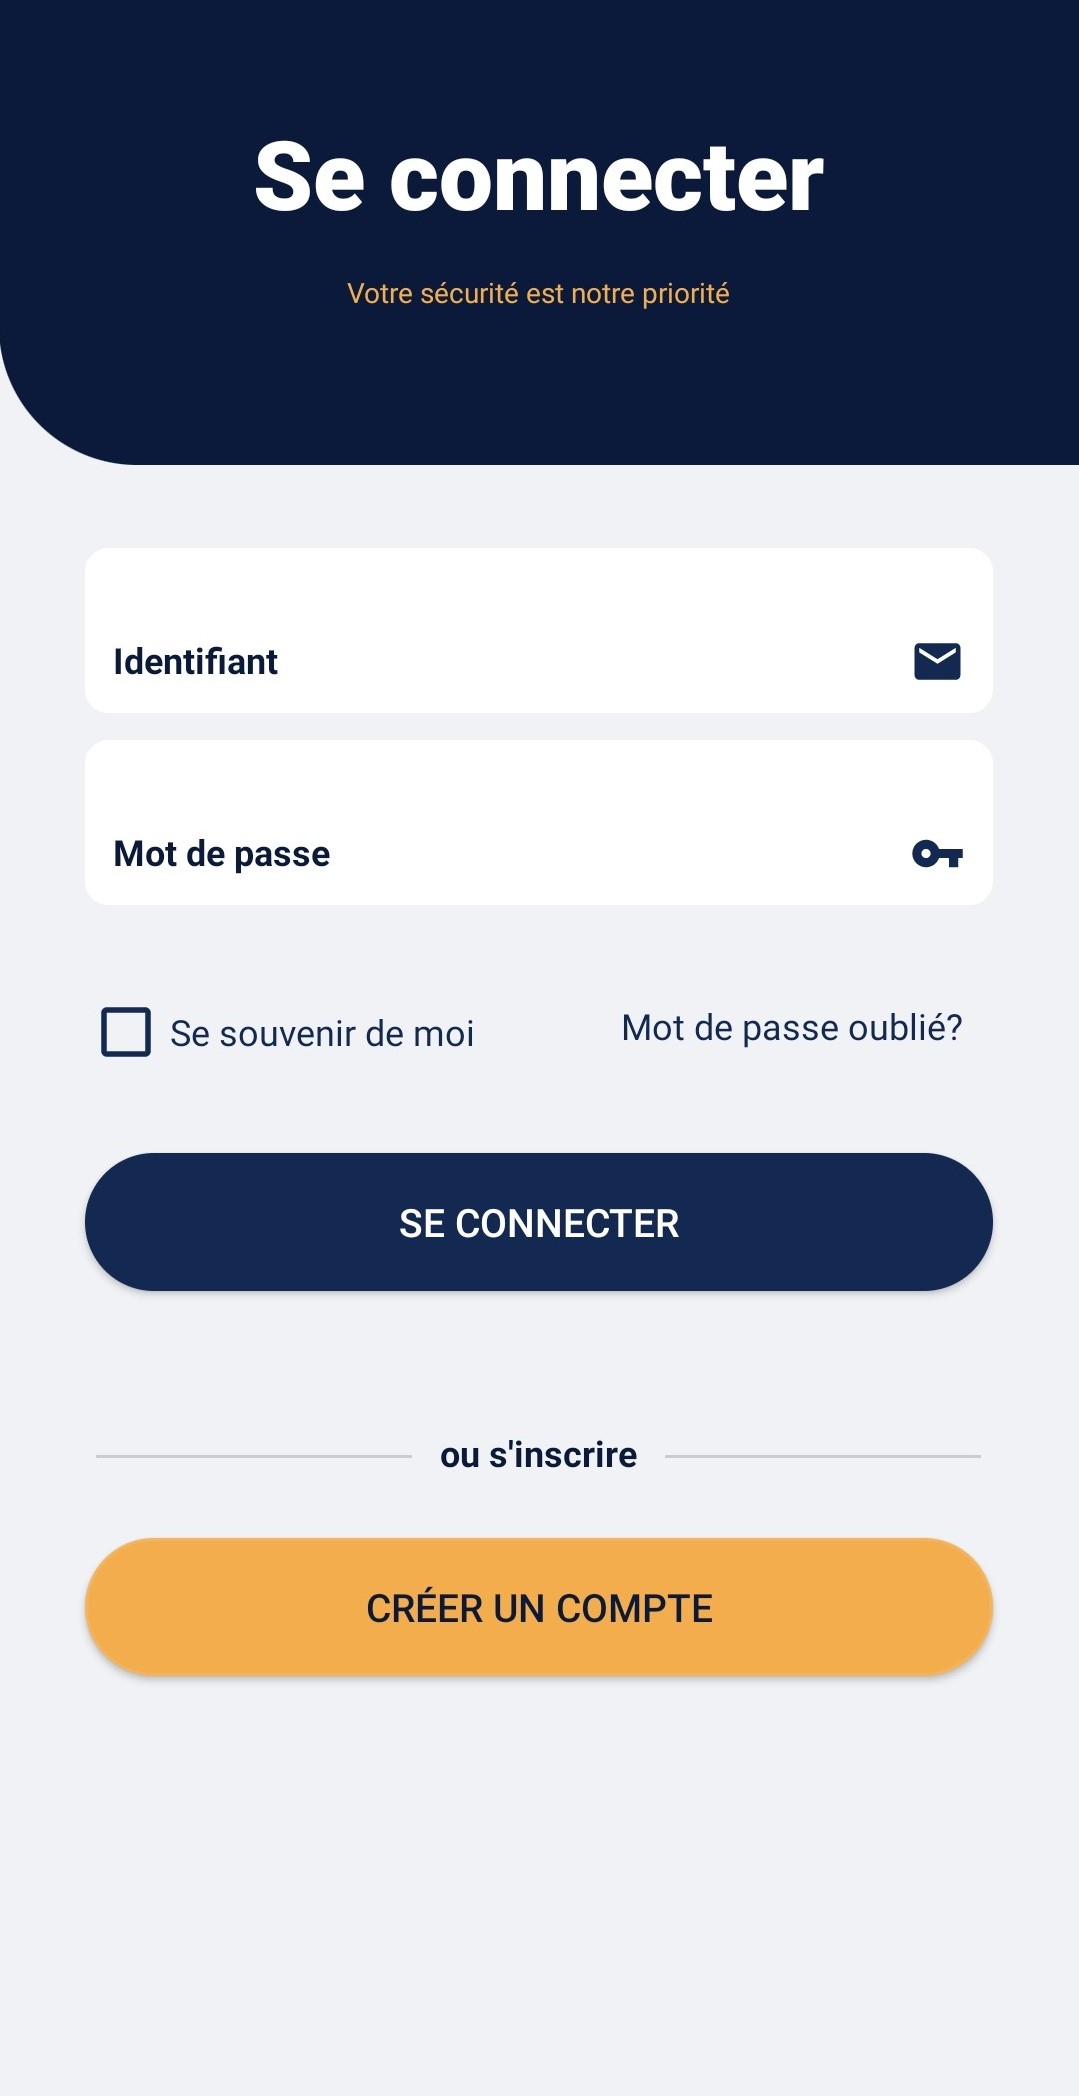 Se connecter
Votre sécurité est notre priorité
Identifiant
Mot de passe
Se souvenir de moi
Mot de passe oublié?
SE CONNECTER
ou s'inscrire
CRÉER UN COMPTE